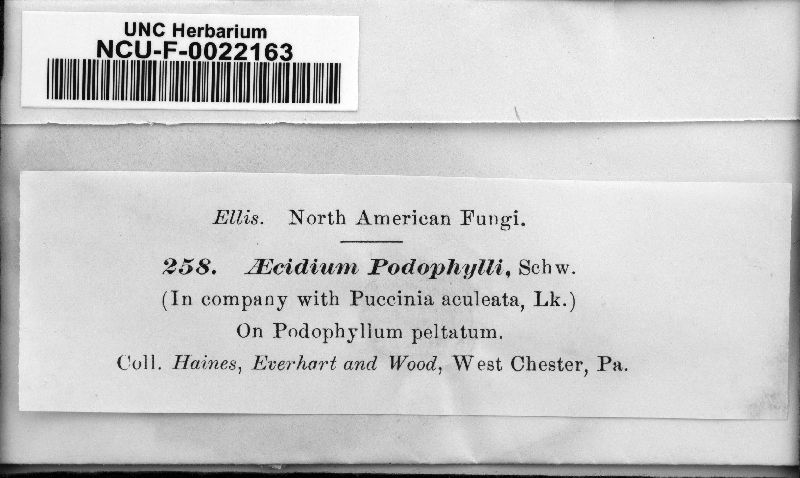 UNC Herbarium
NCU-F-0022163
Ellis. North American Fungi.
258. Æcidium Podophylli, Schw.
(In company with Puccinia aculeata, Lk.)
On Podophyllum peltatum.
Coll. Haines, Everhart and Wood, West Chester, Pa.